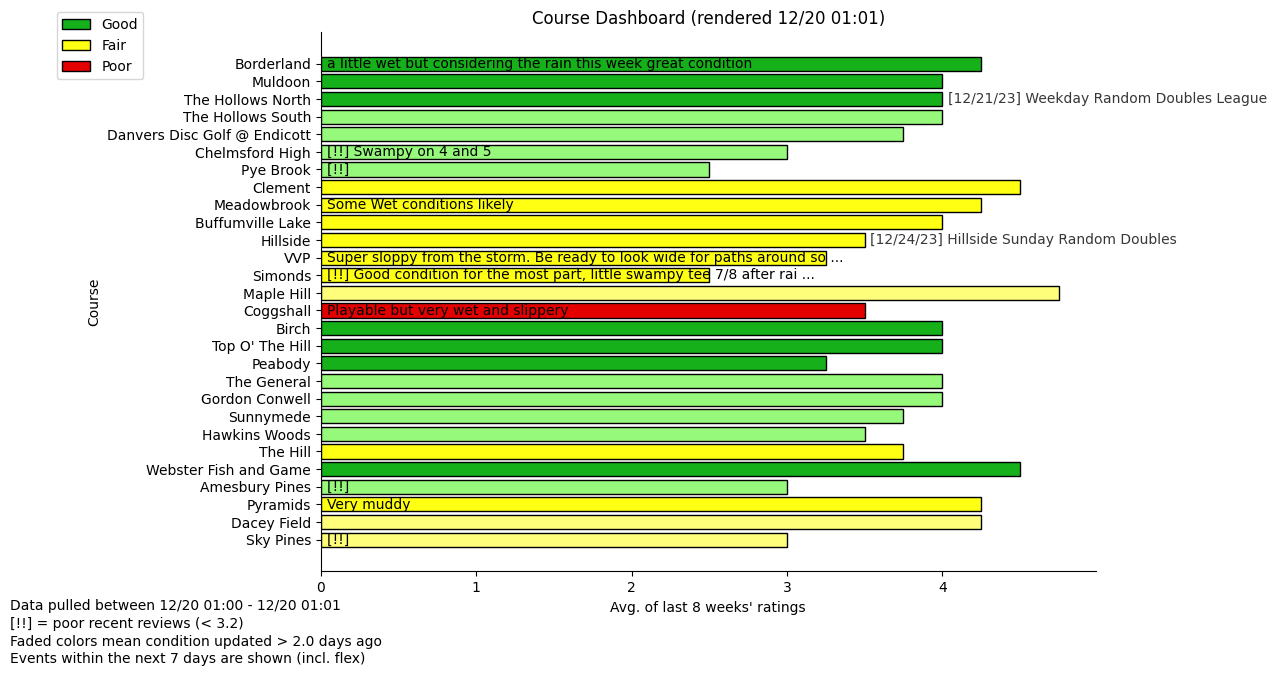 Course Dashboard (rendered 12/20 01:01)
Good
Fair
Poor
Borderland
a little wet but considering the rain this week great condition
Muldoon
The Hollows North
[12/21/23] Weekday Random Doubles League
The Hollows South
Danvers Disc Golf @ Endicott
Chelmsford High
[!!] Swampy on 4 and 5
Pye Brook
[!!]
Clement
Meadowbrook
Some Wet conditions likely
Buffumville Lake
Hillside
[12/24/23] Hillside Sunday Random Doubles
VVP
Super sloppy from the storm. Be ready to look wide for paths around so ...
Simonds
[!!] Good condition for the most part, little swampy tee 7/8 after rai ...
Maple Hill
Coggshall
Playable but very wet and slippery
Birch
Top O' The Hill
Peabody
The General
Gordon Conwell
Sunnymede
Hawkins Woods
The Hill
Webster Fish and Game
Amesbury Pines
[!!]
Pyramids
Very muddy
Dacey Field
Sky Pines
[!!]
Course
0 1 2 3 4
Avg. of last 8 weeks' ratings
Data pulled between 12/20 01:00 - 12/20 01:01
[!!] = poor recent reviews (< 3.2)
Faded colors mean condition updated > 2.0 days ago
Events within the next 7 days are shown (incl. flex)